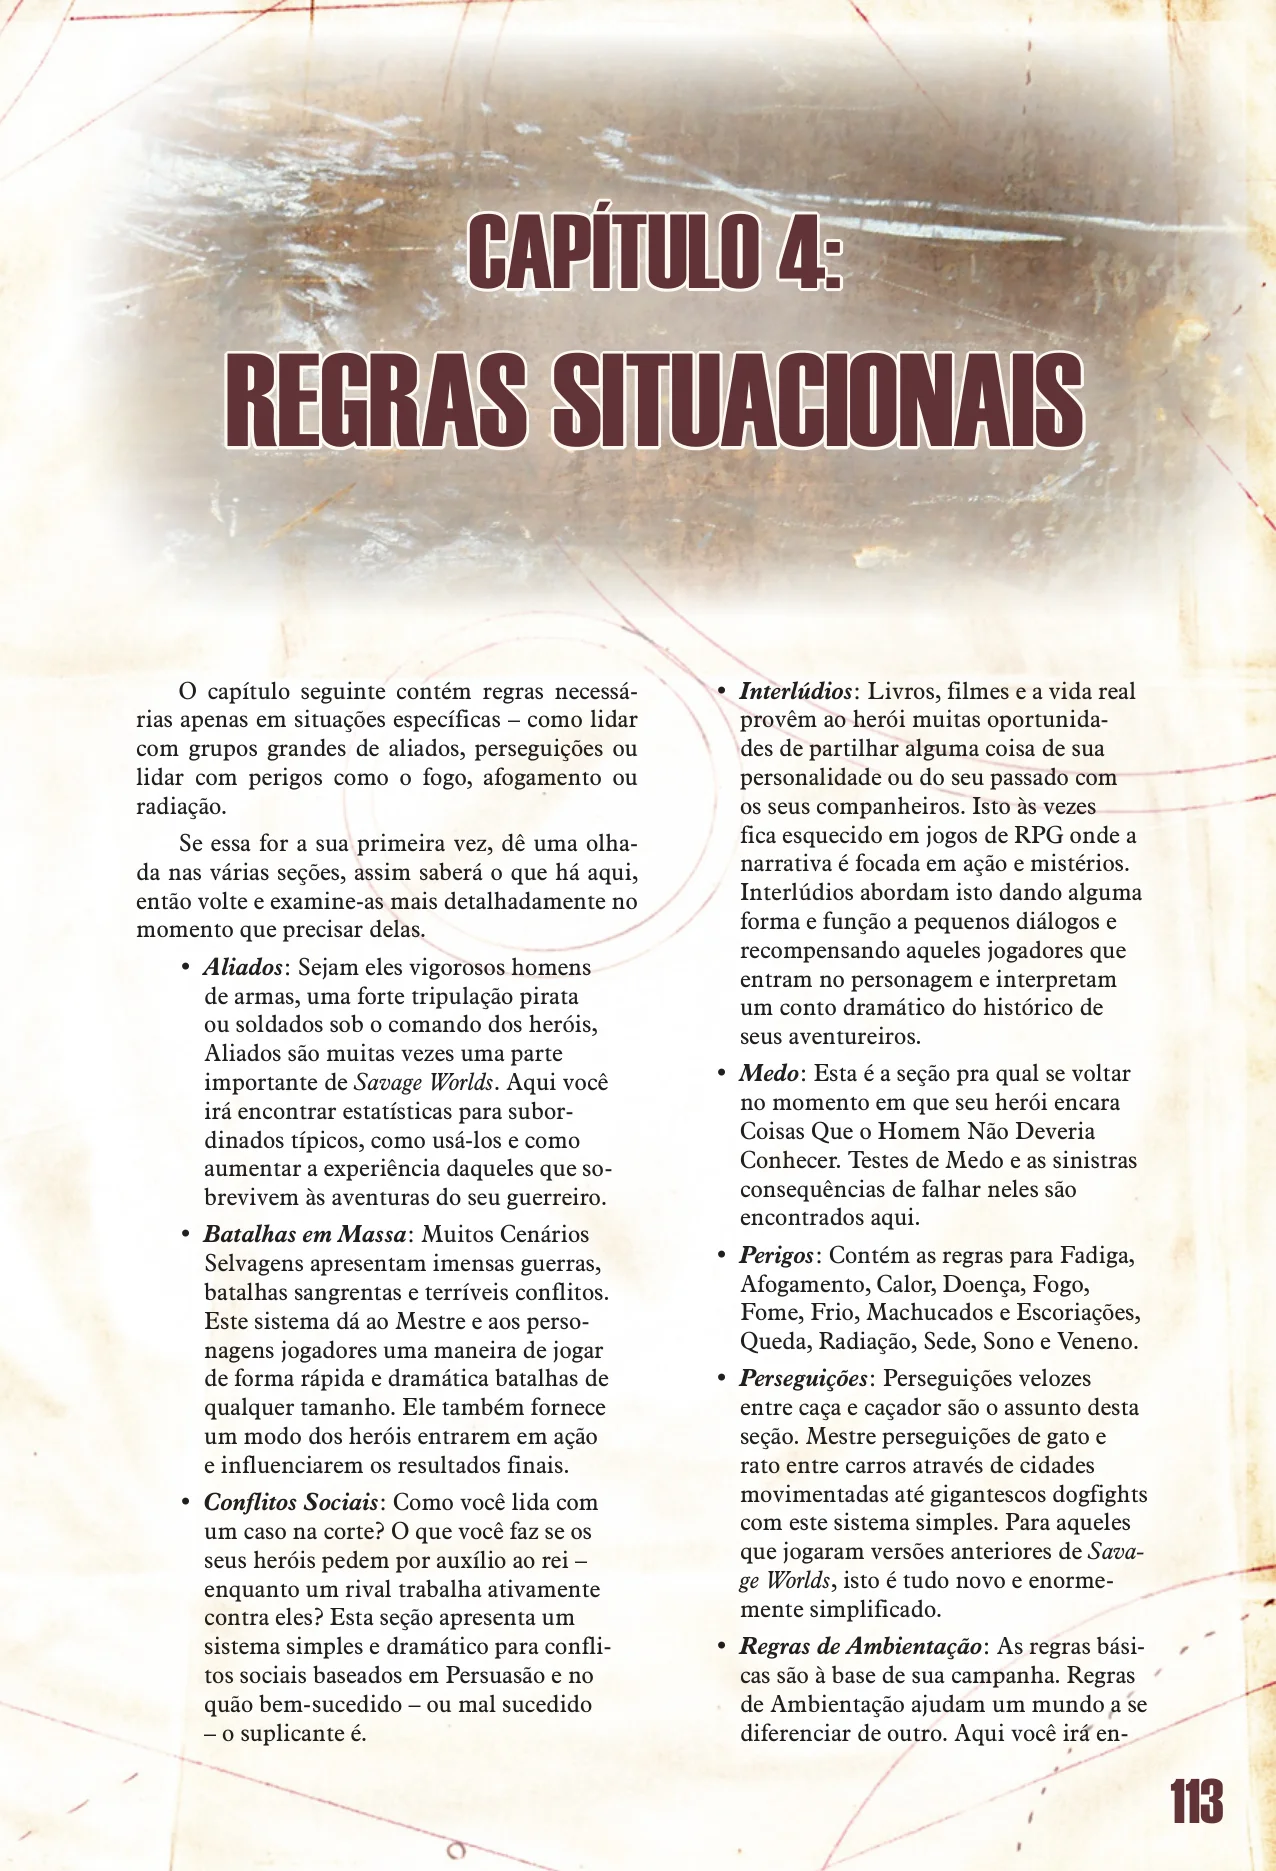 CAPÍTULO 4:
REGRAS SITUACIONAIS
O capítulo seguinte contém regras necessá-
rias apenas em situações específicas – como lidar
com grupos grandes de aliados, perseguições ou
lidar com perigos como o fogo, afogamento ou
radiação.
Se essa for a sua primeira vez, dê uma olha-
da nas várias seções, assim saberá o que há aqui,
então volte e examine-as mais detalhadamente no
momento que precisar delas.
• Aliados: Sejam eles vigorosos homens
de armas, uma forte tripulação pirata
ou soldados sob o comando dos heróis,
Aliados são muitas vezes uma parte
importante de Savage Worlds. Aqui você
irá encontrar estatísticas para subor-
dinados típicos, como usá-los e como
aumentar a experiência daqueles que so-
brevivem às aventuras do seu guerreiro.
• Batalhas em Massa: Muitos Cenários
Selvagens apresentam imensas guerras,
batalhas sangrentas e terríveis conflitos.
Este sistema dá ao Mestre e aos perso-
nagens jogadores uma maneira de jogar
de forma rápida e dramática batalhas de
qualquer tamanho. Ele também fornece
um modo dos heróis entrarem em ação
e influenciarem os resultados finais.
• Conflitos Sociais: Como você lida com
um caso na corte? O que você faz se os
seus heróis pedem por auxílio ao rei –
enquanto um rival trabalha ativamente
contra eles? Esta seção apresenta um
sistema simples e dramático para confli-
tos sociais baseados em Persuasão e no
quão bem-sucedido – ou mal sucedido
– o suplicante é.
• Interlúdios: Livros, filmes e a vida real
provêm ao herói muitas oportunida-
des de partilhar alguma coisa de sua
personalidade ou do seu passado com
os seus companheiros. Isto às vezes
fica esquecido em jogos de RPG onde a
narrativa é focada em ação e mistérios.
Interlúdios abordam isto dando alguma
forma e função a pequenos diálogos e
recompensando aqueles jogadores que
entram no personagem e interpretam
um conto dramático do histórico de
seus aventureiros.
• Medo: Esta é a seção pra qual se voltar
no momento em que seu herói encara
Coisas Que o Homem Não Deveria
Conhecer. Testes de Medo e as sinistras
consequências de falhar neles são
encontrados aqui.
• Perigos: Contém as regras para Fadiga,
Afogamento, Calor, Doença, Fogo,
Fome, Frio, Machucados e Escoriações,
Queda, Radiação, Sede, Sono e Veneno.
• Perseguições: Perseguições velozes
entre caça e caçador são o assunto desta
seção. Mestre perseguições de gato e
rato entre carros através de cidades
movimentadas até gigantescos dogfights
com este sistema simples. Para aqueles
que jogaram versões anteriores de Sava-
ge Worlds, isto é tudo novo e enorme-
mente simplificado.
• Regras de Ambientação: As regras bási-
cas são à base de sua campanha. Regras
de Ambientação ajudam um mundo a se
diferenciar de outro. Aqui você irá en-
113